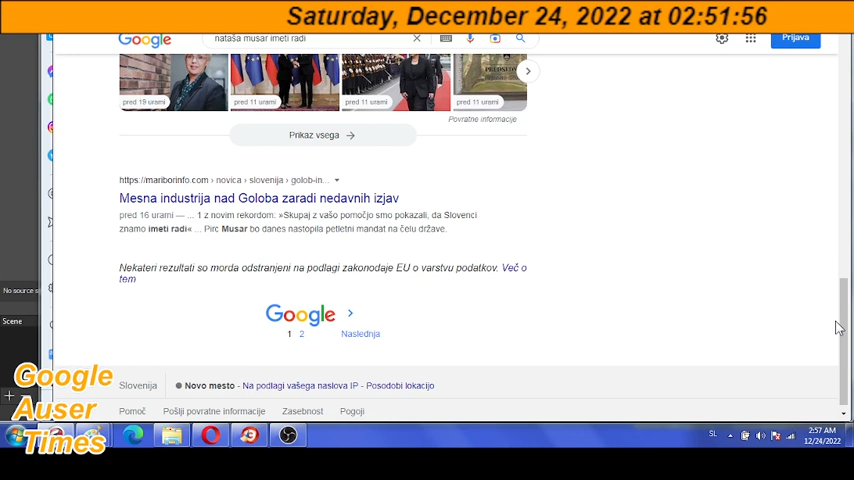 Saturday, December 24, 2022 at 02:51:56
Google
nataša musar imeti radi
Prijava
pred 19 urami
pred 11 urami
pred 11 urami
pred 11 urami
Povratne informacije
Prikaz vsega →
https://mariborinfo.com › novica › slovenija › golob-in...
Mesna industrija nad Goloba zaradi nedavnih izjav
pred 16 urami — ... 1 z novim rekordom: »Skupaj z vašo pomočjo smo pokazali, da Slovenci
znamo imeti radi« ... Pirc Musar bo danes nastopila petletni mandat na čelu države.
Nekateri rezultati so morda odstranjeni na podlagi zakonodaje EU o varstvu podatkov. Več o
tem
No source s
Google
1 2 Naslednja
Scene
Slovenija
Novo mesto - Na podlagi vašega naslova IP - Posodobi lokacijo
Pomoč Pošlji povratne informacije Zasebnost Pogoji
Google
Auser
Times
SL
2:57 AM
12/24/2022